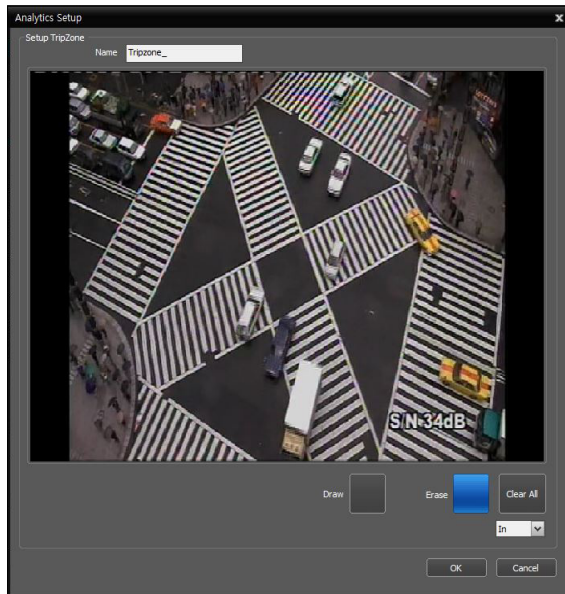 Analytics Setup x
Setup TripZone
Name Tripzone_
S/N-34dB
Draw Erase Clear All
In
OK Cancel